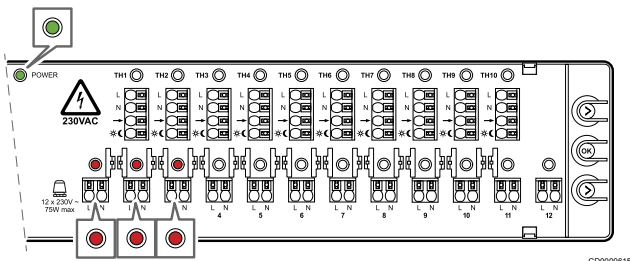 POWER
TH1 TH2 TH3 TH4 TH5 TH6 TH7 TH8 TH9 TH10
L L L L L L L L L L
N N N N N N N N N N
230VAC
OK
12 x 230V ~
75W max
L N L N L N L N L N L N L N L N L N L N L N L N
4 5 6 7 8 9 10 11 12
CD0000615